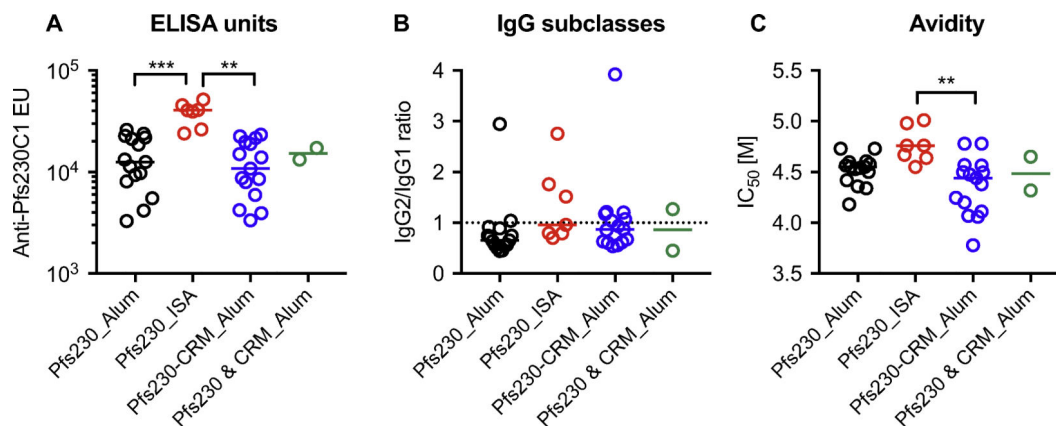 A ELISA units
Anti-Pfs230C1 EU
10⁵
10⁴
10³
***
**
Pfs230_Alum
Pfs230_ISA
Pfs230-CRM_Alum
Pfs230 & CRM_Alum
B IgG subclasses
IgG2/IgG1 ratio
4
3
2
1
0
Pfs230_Alum
Pfs230_ISA
Pfs230-CRM_Alum
Pfs230 & CRM_Alum
C Avidity
IC₅₀ [M]
5.5
5.0
4.5
4.0
3.5
**
Pfs230_Alum
Pfs230_ISA
Pfs230-CRM_Alum
Pfs230 & CRM_Alum